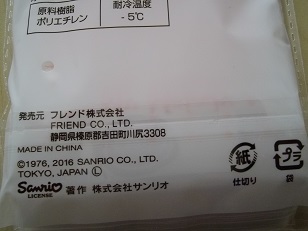 原料樹脂 耐冷温度
ポリエチレン -5℃
発売元 フレンド株式会社
FRIEND CO., LTD.
静岡県榛原郡吉田町川尻3308
MADE IN CHINA
©1976, 2016 SANRIO CO., LTD.
TOKYO, JAPAN Ⓛ
Sanrio 著作 株式会社サンリオ
LICENSE
紙
仕切り
プラ
袋